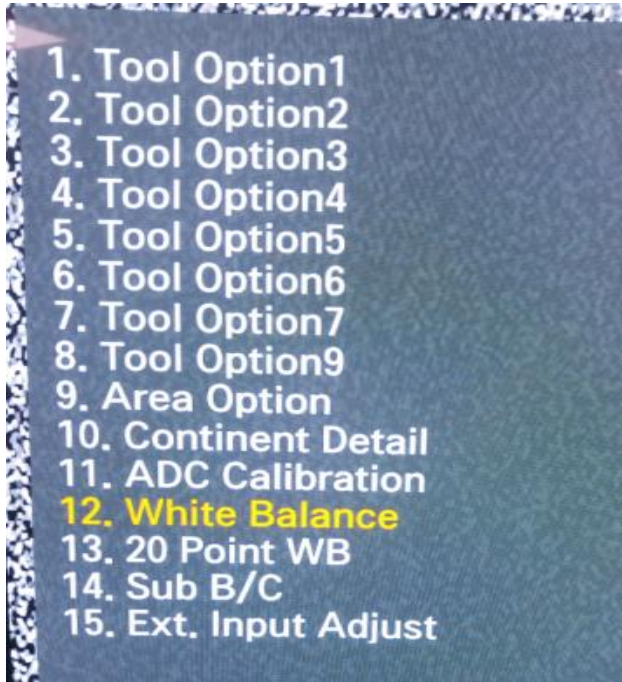 1. Tool Option1
2. Tool Option2
3. Tool Option3
4. Tool Option4
5. Tool Option5
6. Tool Option6
7. Tool Option7
8. Tool Option9
9. Area Option
10. Continent Detail
11. ADC Calibration
12. White Balance
13. 20 Point WB
14. Sub B/C
15. Ext. Input Adjust